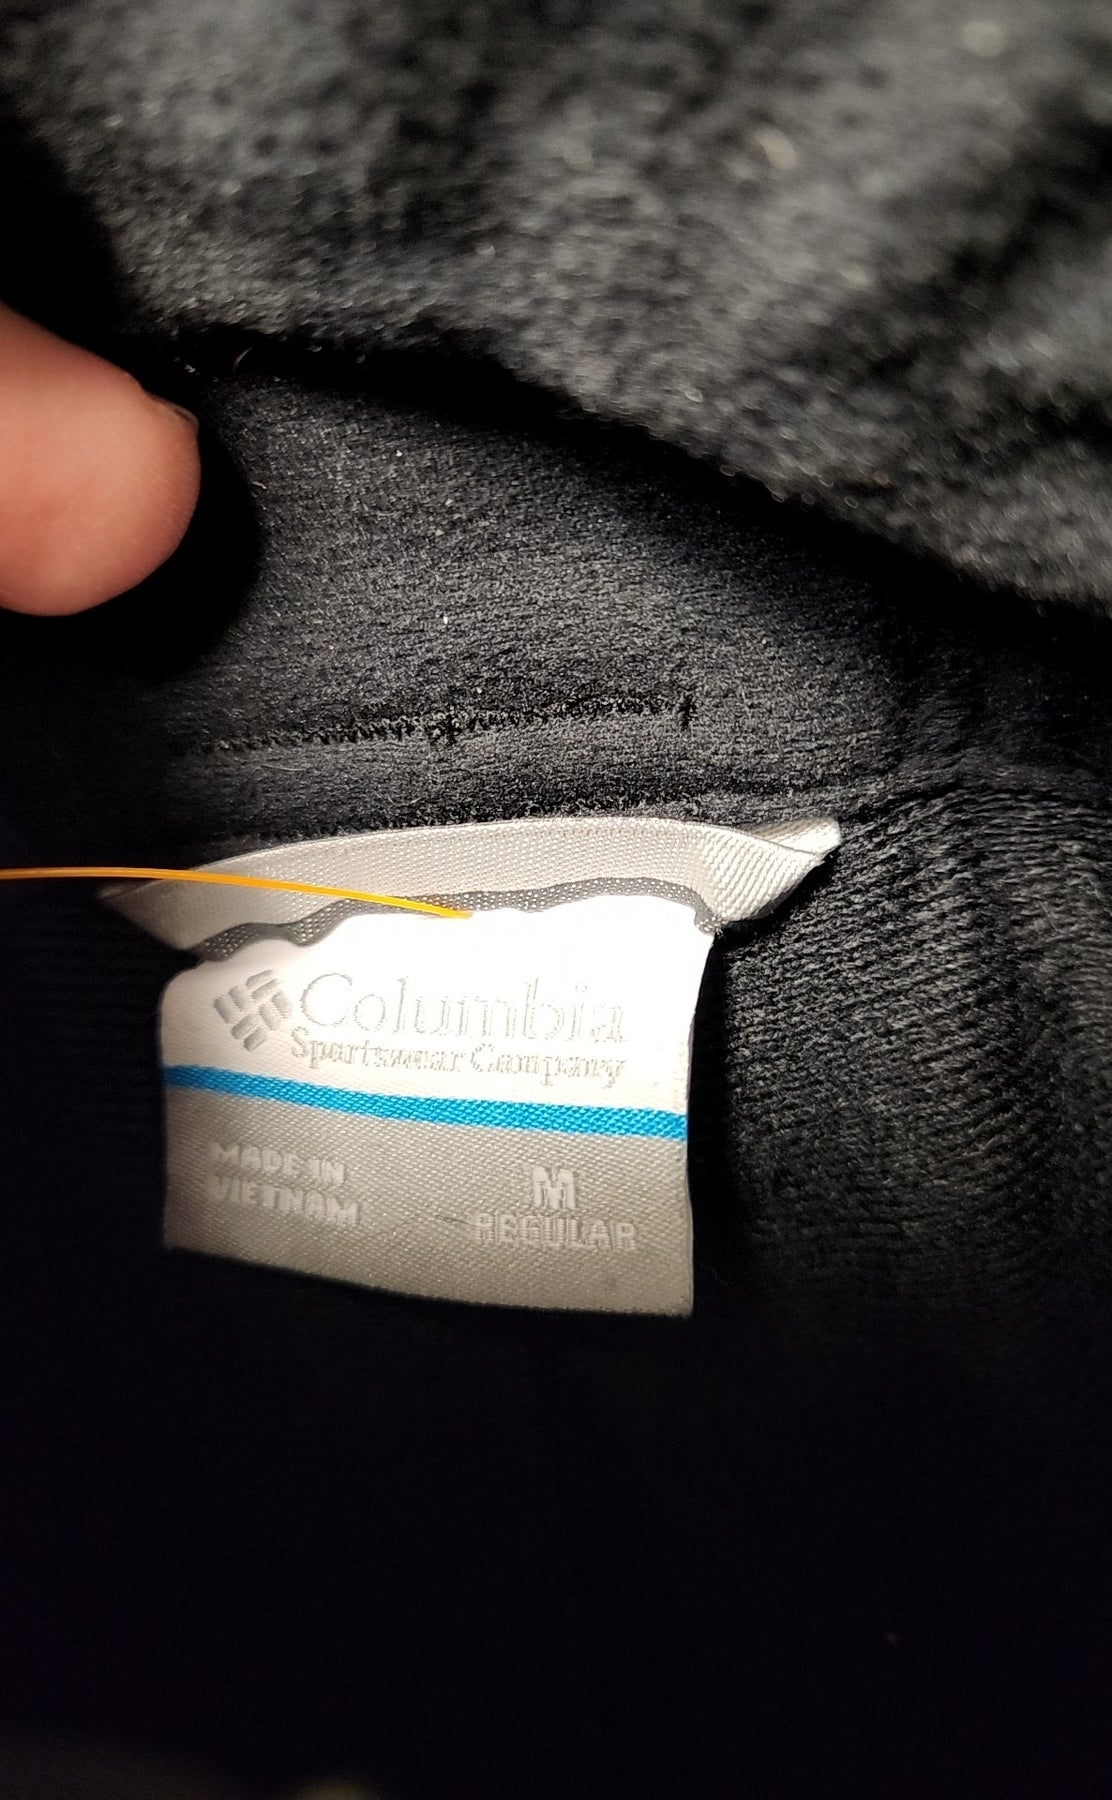 Columbia
Sportswear Company
MADE IN
VIETNAM
M
REGULAR